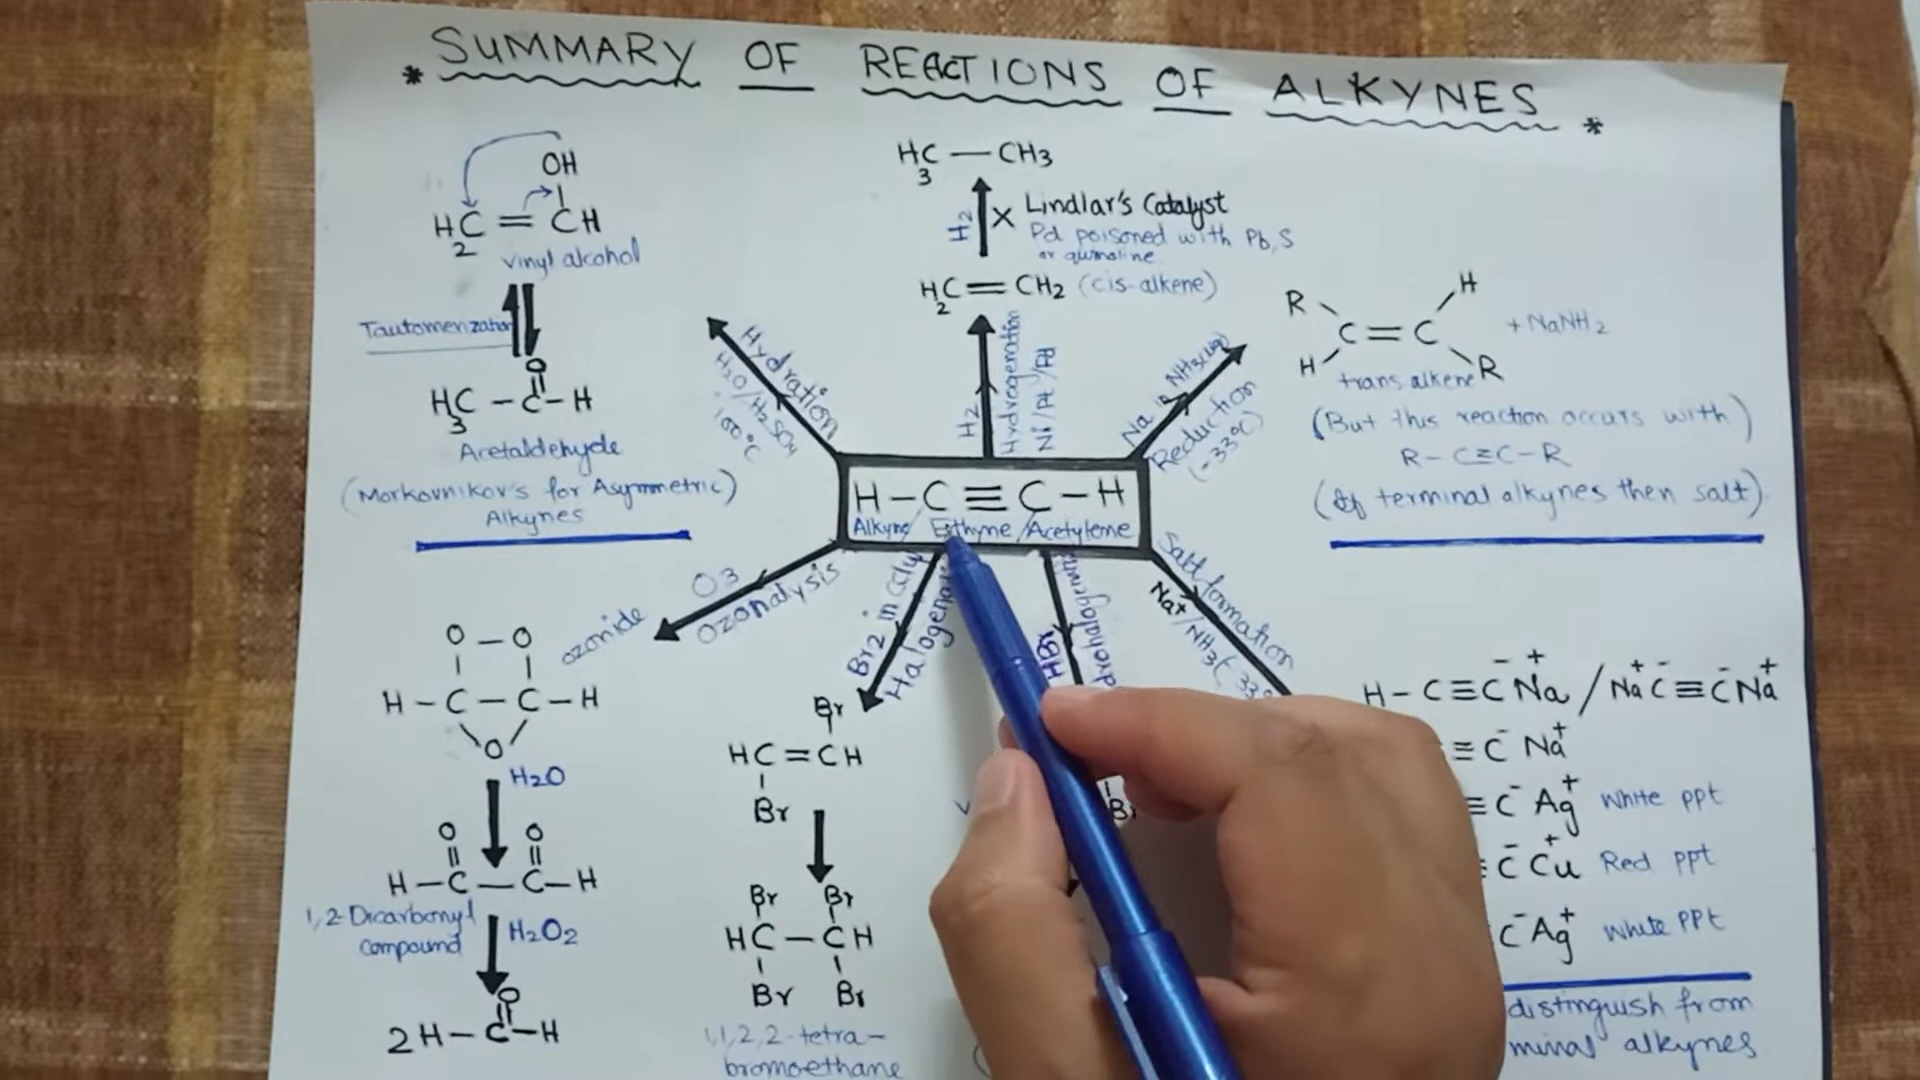 * SUMMARY OF REACTIONS OF ALKYNES *
OH
H2C = CH
vinyl alcohol
Tautomerization
O
H3C - C - H
Acetaldehyde
(Markovnikov's for Asymmetric)
Alkynes
Hydration
H2O/H2SO4
100°C
H3C — CH3
H2
X Lindlar's Catalyst
Pd poisoned with Pb, S
or quinoline
H2C = CH2 (cis-alkene)
H2
Hydrogenation
Ni/Pt/Pd
Na in NH3(liq)
Reduction
(-33°C)
R H
C = C + NaNH2
H R
trans alkene
(But this reaction occurs with)
R - C≡C - R
(If terminal alkynes then salt)
H - C ≡ C - H
Alkyne/ Ethyne /Acetylene
O3
Ozonalysis
ozonide
O - O
H - C - C - H
O
H2O
O O
H - C - C - H
1,2-Dicarbonyl
compound
H2O2
O
2H - C - H
Br2 in CCl4
Br
HC = CH
Br
Br Br
HC - CH
Br Br
1,1,2,2-tetra-
bromoethane
HBr
Br
Salt formation
Na+/NH3(
H - C≡C- Na+ / Na+ C-≡C- Na+
≡ C- Na+
≡ C- Ag+ White ppt
C- Cu+ Red ppt
C- Ag+ White PPt
distinguish from
alkynes